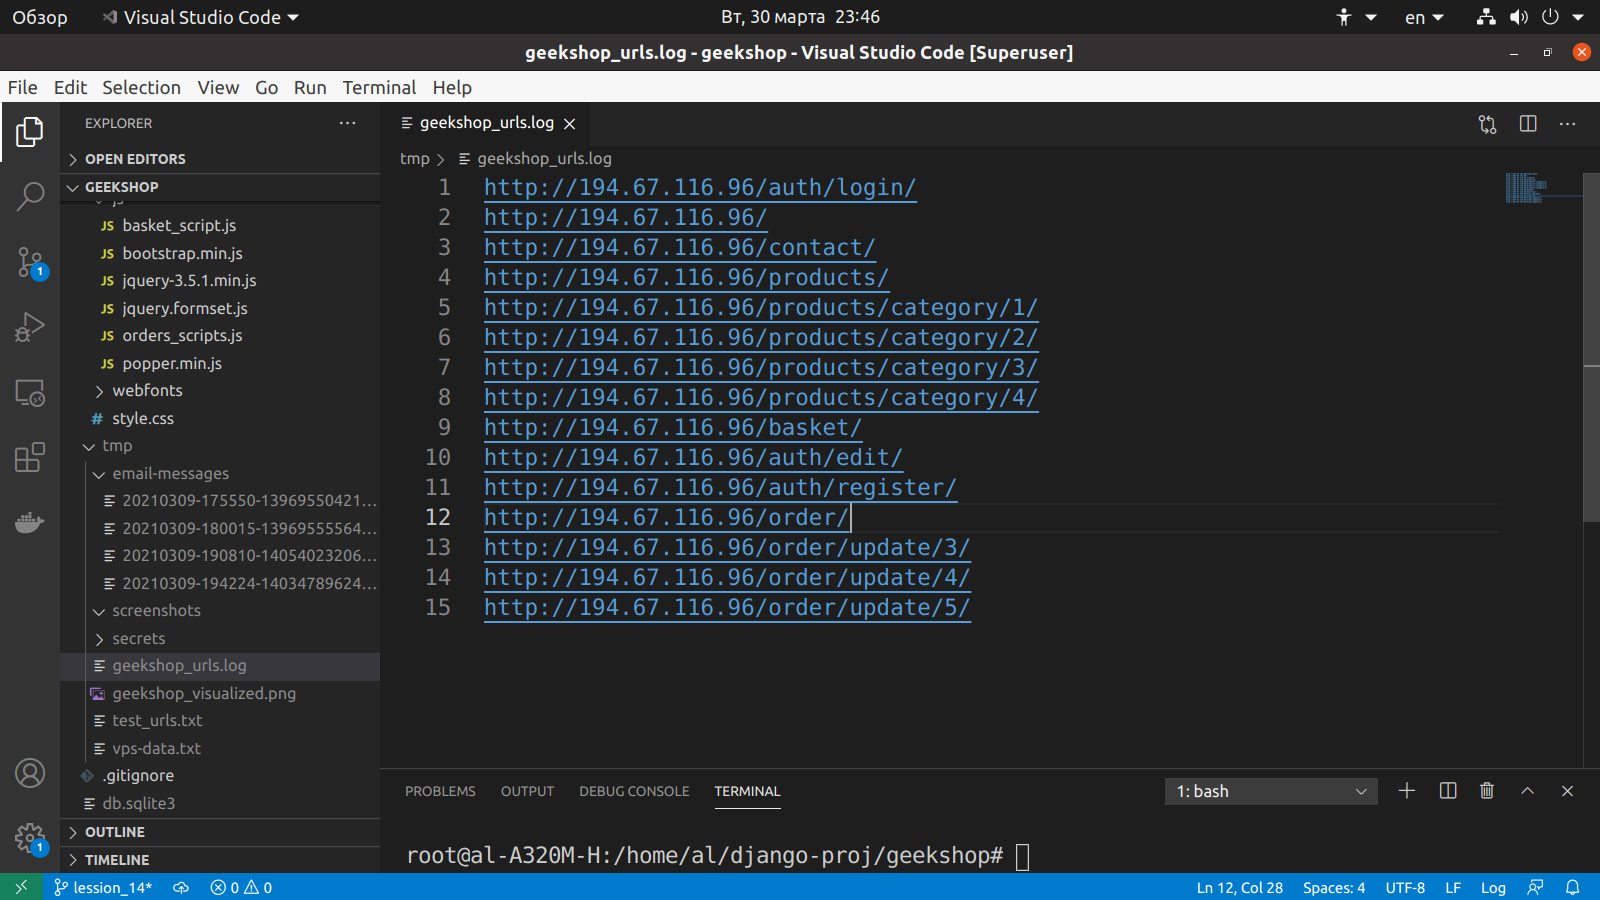 Обзор
Visual Studio Code
Вт, 30 марта 23:46
en
geekshop_urls.log - geekshop - Visual Studio Code [Superuser]
File Edit Selection View Go Run Terminal Help
EXPLORER
OPEN EDITORS
GEEKSHOP
js
JS basket_script.js
JS bootstrap.min.js
JS jquery-3.5.1.min.js
JS jquery.formset.js
JS orders_scripts.js
JS popper.min.js
webfonts
# style.css
tmp
email-messages
20210309-175550-13969550421...
20210309-180015-13969555564...
20210309-190810-14054023206...
20210309-194224-14034789624...
screenshots
secrets
geekshop_urls.log
geekshop_visualized.png
test_urls.txt
vps-data.txt
.gitignore
db.sqlite3
OUTLINE
TIMELINE
1
1
geekshop_urls.log
tmp > geekshop_urls.log
1 http://194.67.116.96/auth/login/
2 http://194.67.116.96/
3 http://194.67.116.96/contact/
4 http://194.67.116.96/products/
5 http://194.67.116.96/products/category/1/
6 http://194.67.116.96/products/category/2/
7 http://194.67.116.96/products/category/3/
8 http://194.67.116.96/products/category/4/
9 http://194.67.116.96/basket/
10 http://194.67.116.96/auth/edit/
11 http://194.67.116.96/auth/register/
12 http://194.67.116.96/order/
13 http://194.67.116.96/order/update/3/
14 http://194.67.116.96/order/update/4/
15 http://194.67.116.96/order/update/5/
PROBLEMS OUTPUT DEBUG CONSOLE TERMINAL
1: bash
root@al-A320M-H:/home/al/django-proj/geekshop#
lession_14* 0 0
Ln 12, Col 28 Spaces: 4 UTF-8 LF Log